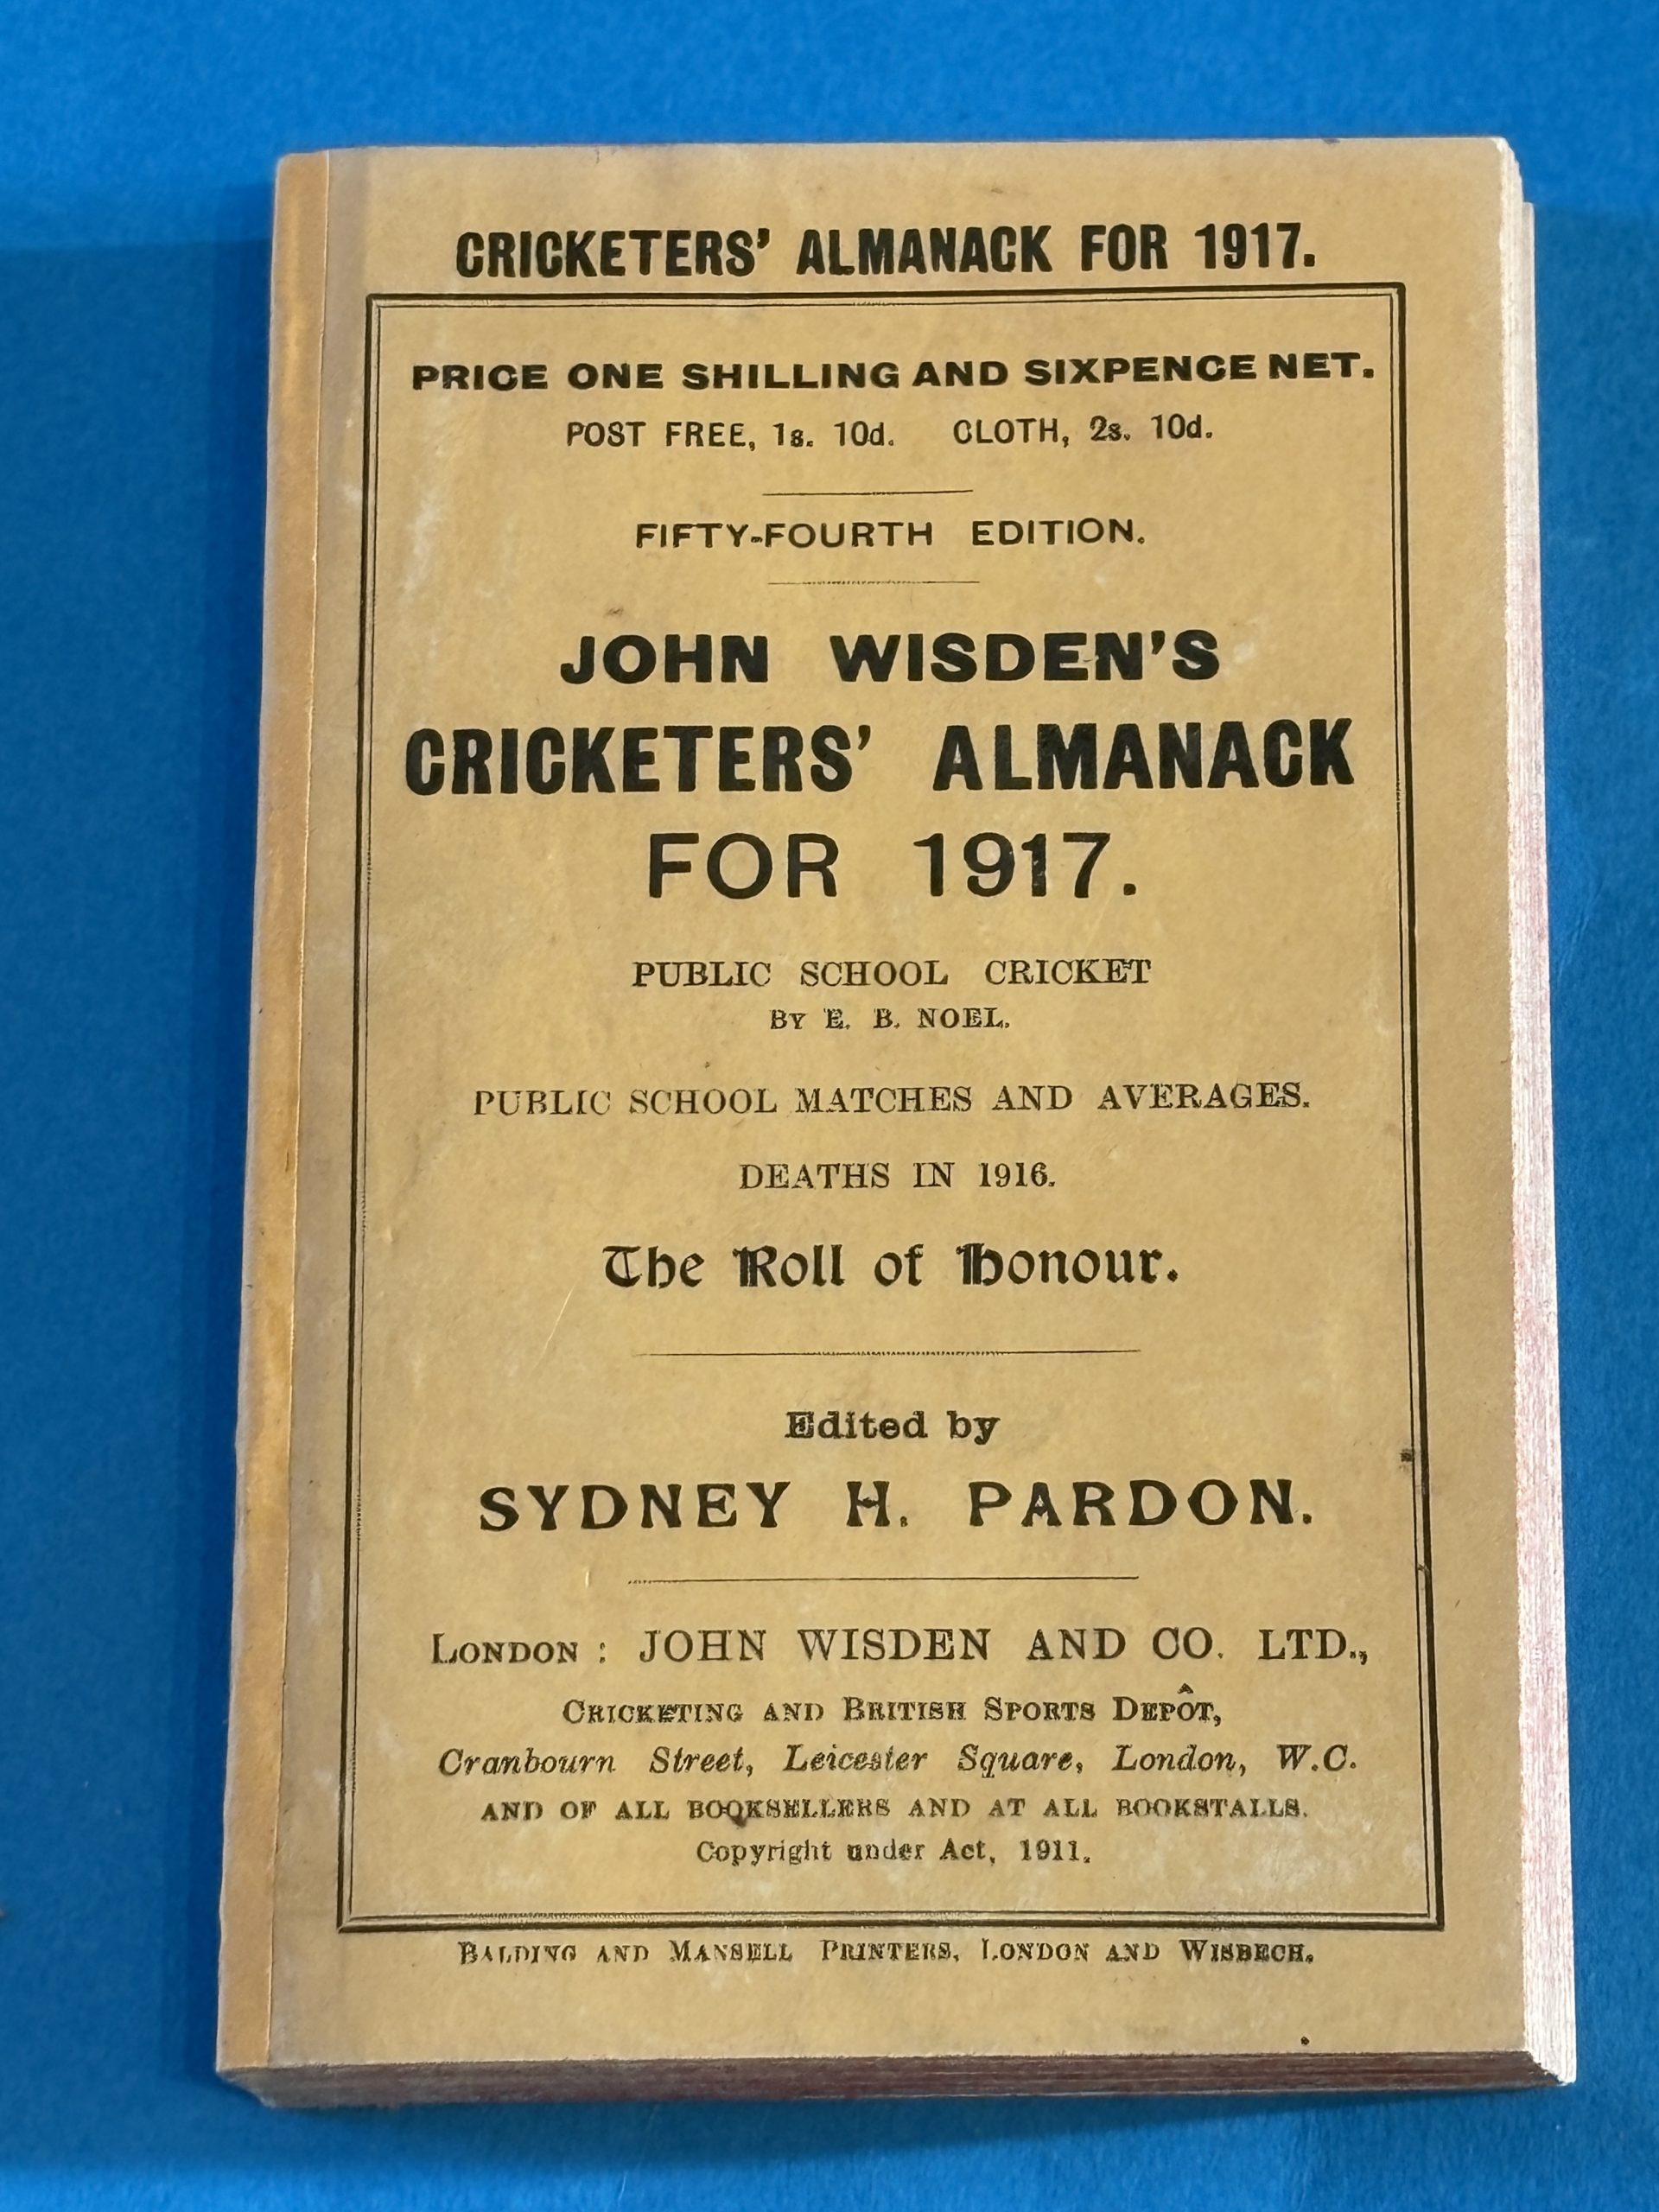 CRICKETERS' ALMANACK FOR 1917.
PRICE ONE SHILLING AND SIXPENCE NET.
POST FREE, 1s. 10d. CLOTH, 2s. 10d.
FIFTY-FOURTH EDITION.
JOHN WISDEN'S
CRICKETERS' ALMANACK
FOR 1917.
PUBLIC SCHOOL CRICKET
BY E. B. NOEL.
PUBLIC SCHOOL MATCHES AND AVERAGES.
DEATHS IN 1916.
The Roll of Honour.
Edited by
SYDNEY H. PARDON.
LONDON: JOHN WISDEN AND CO. LTD.,
CRICKETING AND BRITISH SPORTS DEPÔT,
Cranbourn Street, Leicester Square, London, W.C.
AND OF ALL BOOKSELLERS AND AT ALL BOOKSTALLS.
Copyright under Act, 1911.
BALDING AND MANSELL PRINTERS, LONDON AND WISBECH.